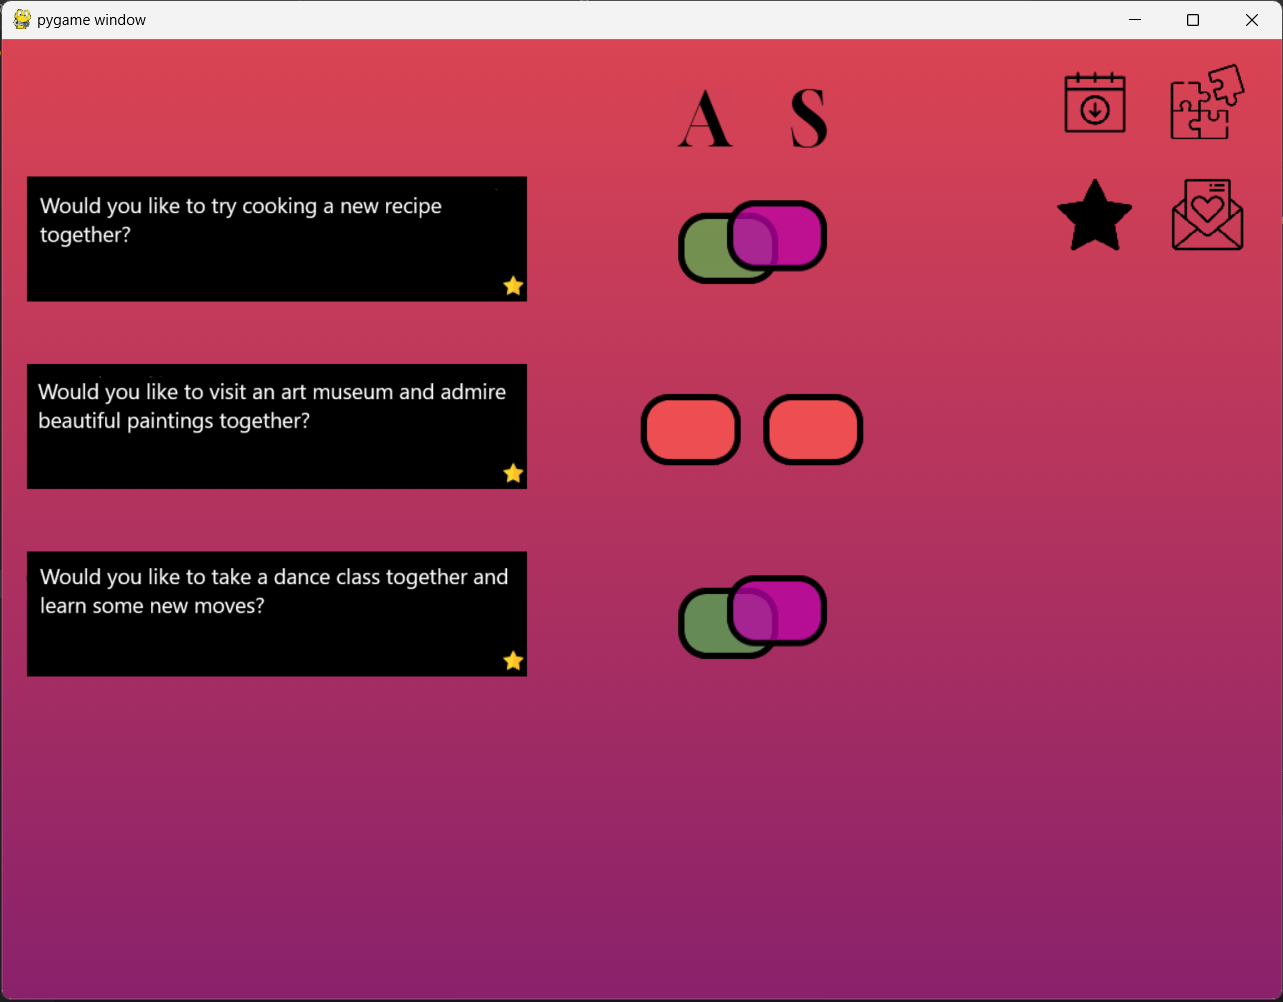 pygame window
A S
Would you like to try cooking a new recipe
together?
Would you like to visit an art museum and admire
beautiful paintings together?
Would you like to take a dance class together and
learn some new moves?